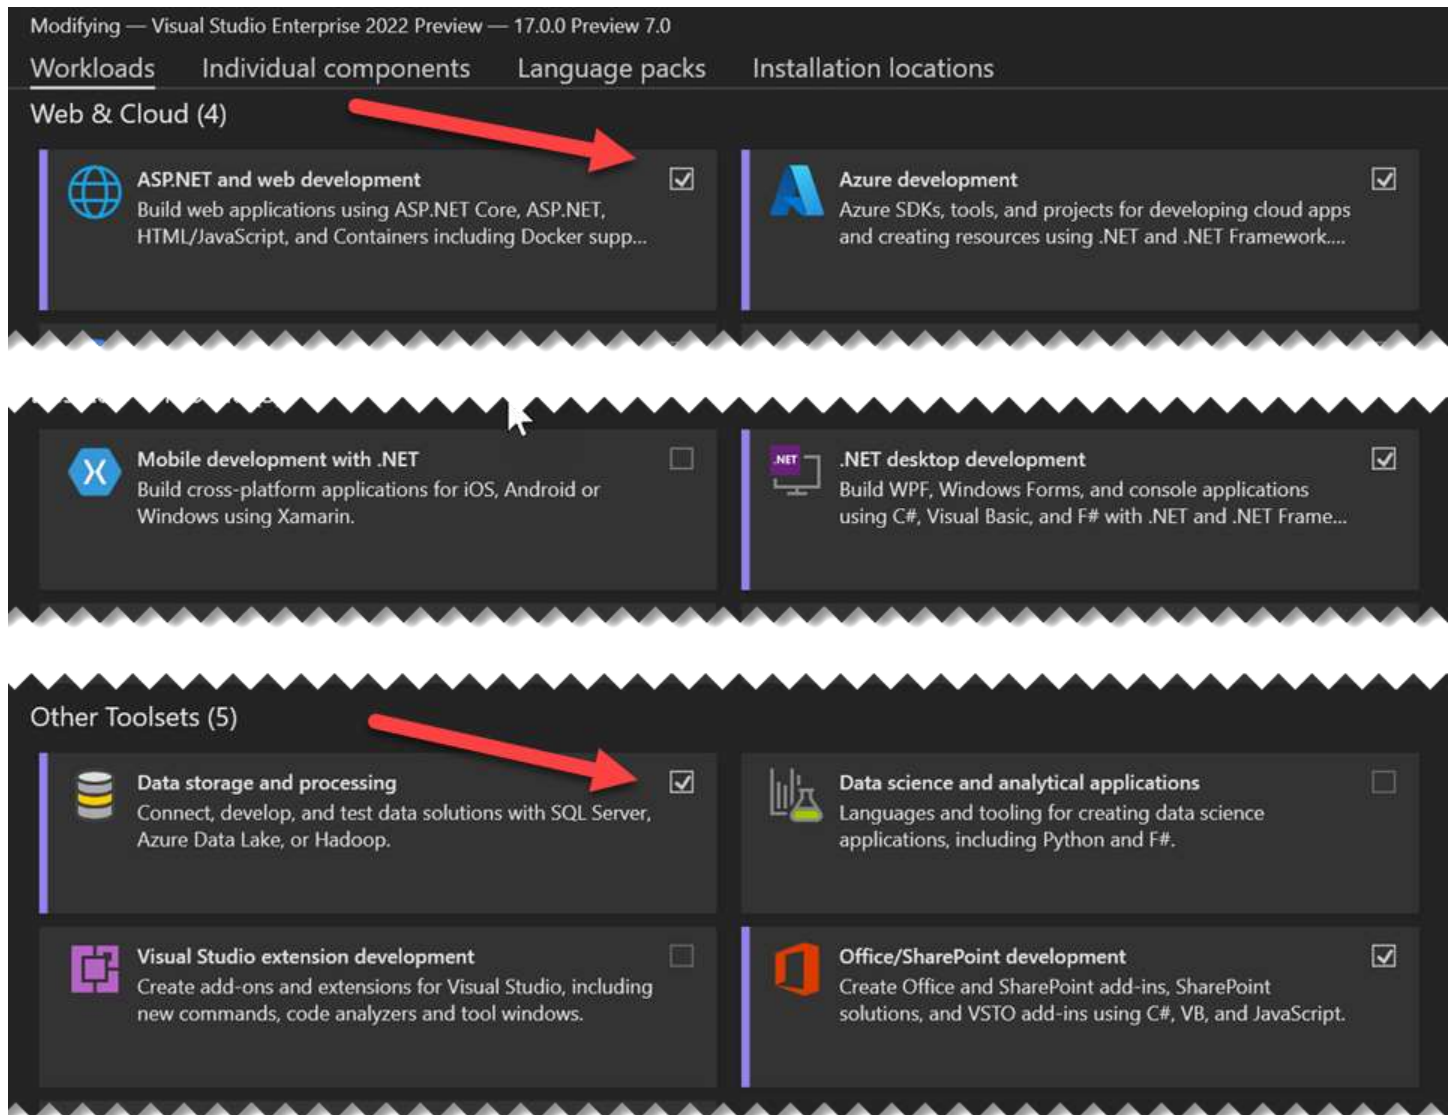 Modifying — Visual Studio Enterprise 2022 Preview — 17.0.0 Preview 7.0
Workloads Individual components Language packs Installation locations
Web & Cloud (4)
ASP.NET and web development
Build web applications using ASP.NET Core, ASP.NET,
HTML/JavaScript, and Containers including Docker supp...
Azure development
Azure SDKs, tools, and projects for developing cloud apps
and creating resources using .NET and .NET Framework....
Mobile development with .NET
Build cross-platform applications for iOS, Android or
Windows using Xamarin.
.NET
.NET desktop development
Build WPF, Windows Forms, and console applications
using C#, Visual Basic, and F# with .NET and .NET Frame...
Other Toolsets (5)
Data storage and processing
Connect, develop, and test data solutions with SQL Server,
Azure Data Lake, or Hadoop.
Data science and analytical applications
Languages and tooling for creating data science
applications, including Python and F#.
Visual Studio extension development
Create add-ons and extensions for Visual Studio, including
new commands, code analyzers and tool windows.
Office/SharePoint development
Create Office and SharePoint add-ins, SharePoint
solutions, and VSTO add-ins using C#, VB, and JavaScript.